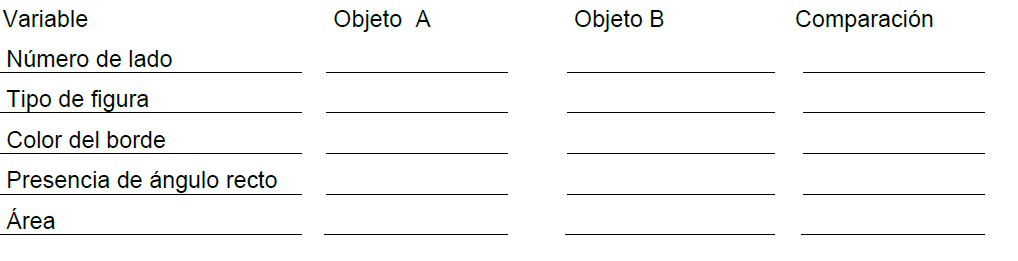 Variable Objeto A Objeto B Comparación
Número de lado
Tipo de figura
Color del borde
Presencia de ángulo recto
Área